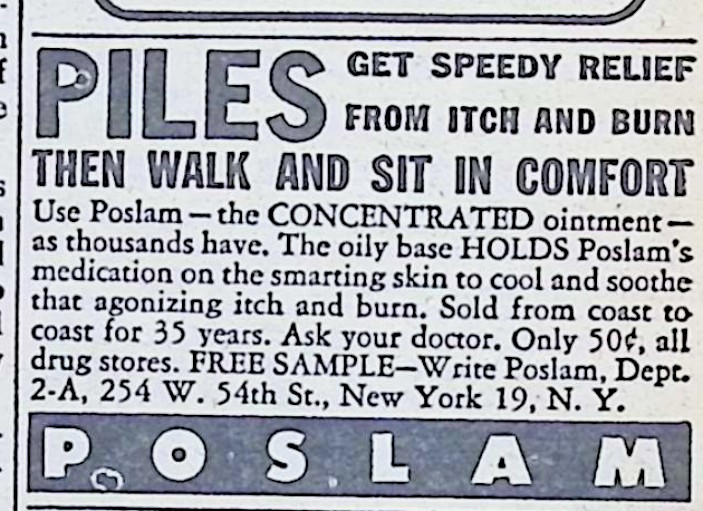 PILES GET SPEEDY RELIEF
FROM ITCH AND BURN
THEN WALK AND SIT IN COMFORT
Use Poslam—the CONCENTRATED ointment—
as thousands have. The oily base HOLDS Poslam's
medication on the smarting skin to cool and soothe
that agonizing itch and burn. Sold from coast to
coast for 35 years. Ask your doctor. Only 50¢, all
drug stores. FREE SAMPLE—Write Poslam, Dept.
2-A, 254 W. 54th St., New York 19, N. Y.
POSLAM